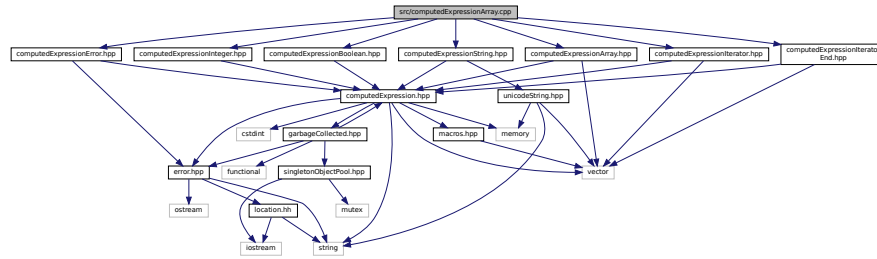 src/computedExpressionArray.cpp
computedExpressionError.hpp
computedExpressionInteger.hpp
computedExpressionBoolean.hpp
computedExpressionString.hpp
computedExpressionArray.hpp
computedExpressionIterator.hpp
computedExpressionIterator
End.hpp
computedExpression.hpp
unicodeString.hpp
cstdint
garbageCollected.hpp
macros.hpp
memory
error.hpp
functional
singletonObjectPool.hpp
vector
ostream
location.hh
mutex
iostream
string